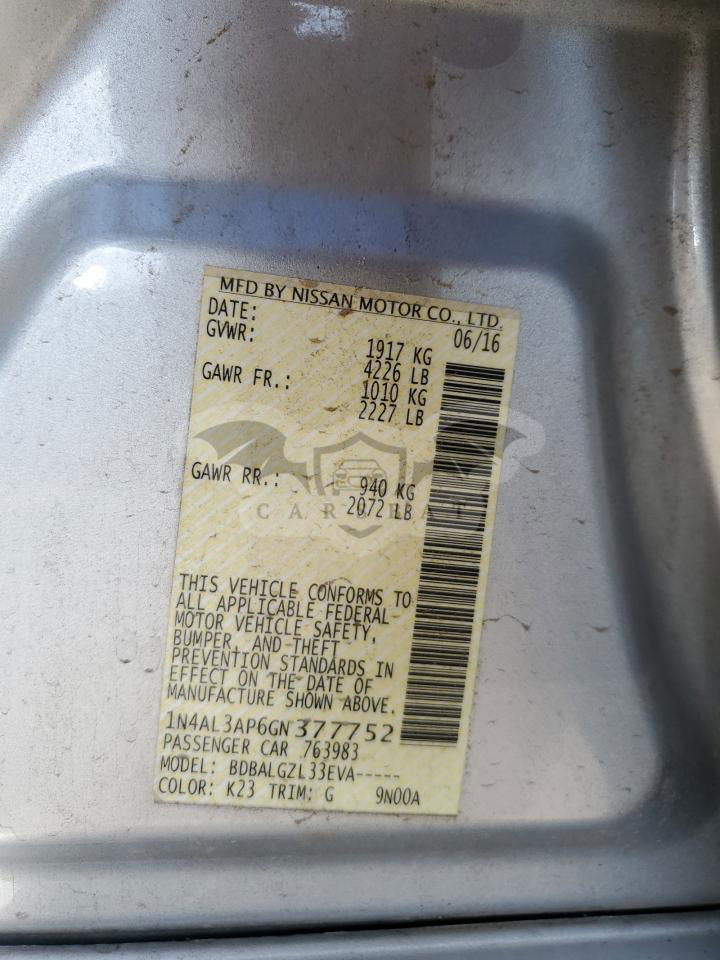 MFD BY NISSAN MOTOR CO., LTD.
DATE: 06/16
GVWR: 1917 KG
4226 LB
GAWR FR.: 1010 KG
2227 LB
GAWR RR.: 940 KG
2072 LB
CARSBAT
THIS VEHICLE CONFORMS TO
ALL APPLICABLE FEDERAL
MOTOR VEHICLE SAFETY,
BUMPER, AND THEFT
PREVENTION STANDARDS IN
EFFECT ON THE DATE OF
MANUFACTURE SHOWN ABOVE.
1N4AL3AP6GN377752
PASSENGER CAR 763983
MODEL: BDBALGZL33EVA-----
COLOR: K23 TRIM: G 9N00A